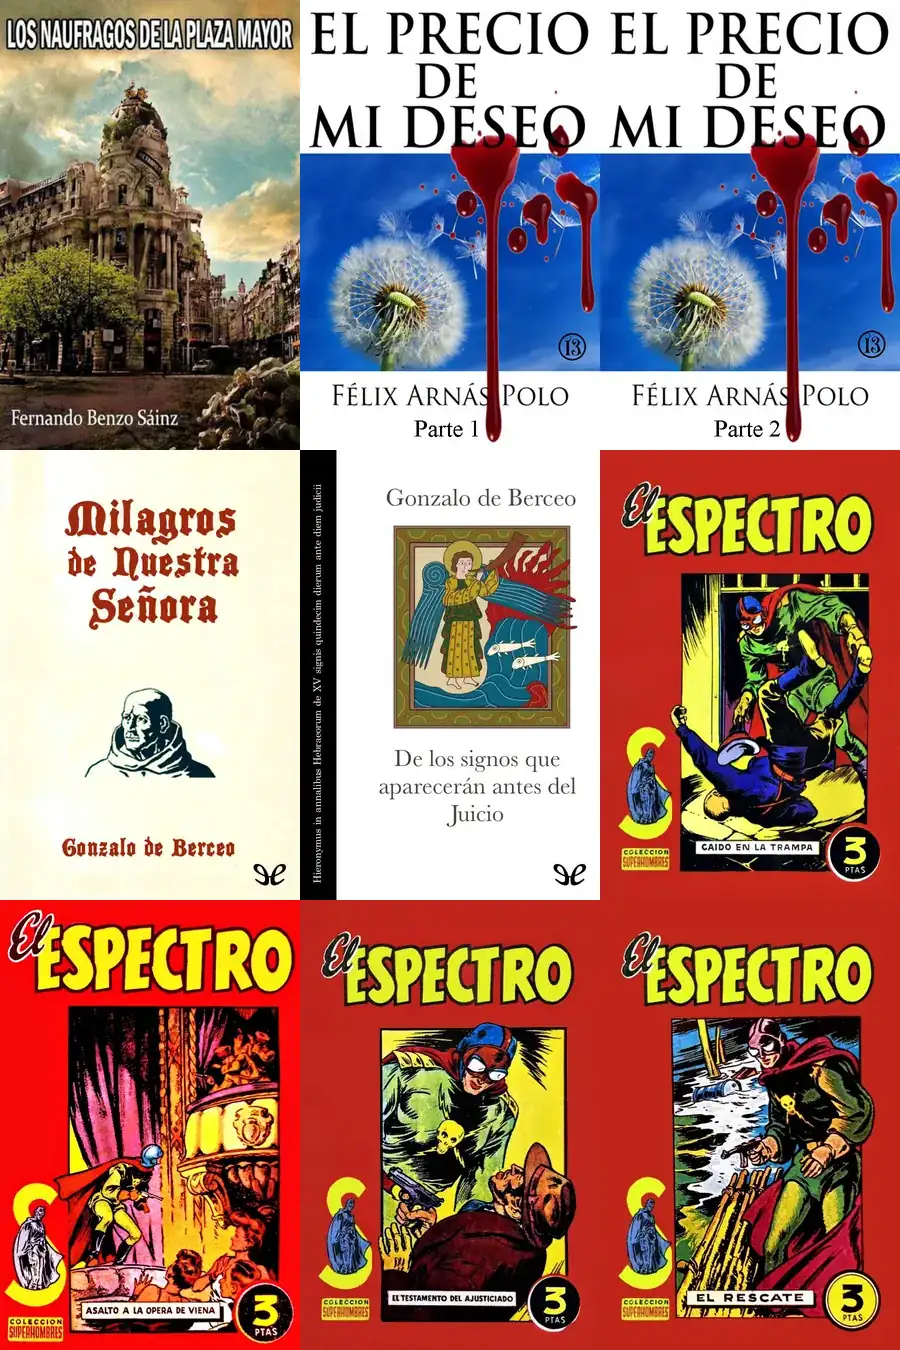 LOS NAUFRAGOS DE LA PLAZA MAYOR
Fernando Benzo Sáinz
EL PRECIO
DE
MI DESEO
13
FÉLIX ARNÁS POLO
Parte 1
EL PRECIO
DE
MI DESEO
13
FÉLIX ARNÁS POLO
Parte 2
Milagros
de Nuestra
Señora
Gonzalo de Berceo
Hieronymus in annalibus Hebraeorum de XV signis quindecim dierum ante diem judicii
Gonzalo de Berceo
De los signos que
aparecerán antes del
Juicio
El
ESPECTRO
S
COLECCION
SUPERHOMBRES
CAIDO EN LA TRAMPA
3
PTAS
El
ESPECTRO
S
COLECCION
SUPERHOMBRES
ASALTO A LA OPERA DE VIENA
3
PTAS
El
ESPECTRO
S
COLECCION
SUPERHOMBRES
EL TESTAMENTO DEL AJUSTICIADO
3
PTAS
El
ESPECTRO
S
COLECCION
SUPERHOMBRES
EL RESCATE
3
PTAS